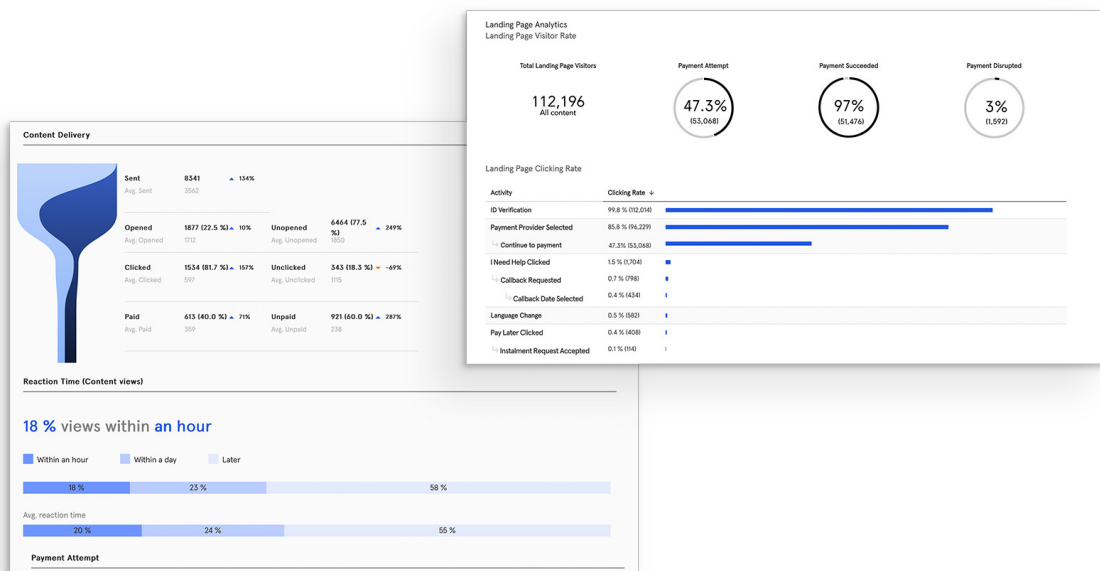 Landing Page Analytics
Landing Page Visitor Rate
Total Landing Page Visitors
112,196
All content
Payment Attempt
47.3%
(53,068)
Payment Succeeded
97%
(51,476)
Payment Disrupted
3%
(1,592)
Landing Page Clicking Rate
Activity Clicking Rate ↓
ID Verification 99.8 % (112,014)
Payment Provider Selected 85.8 % (96,229)
Continue to payment 47.3% (53,068)
I Need Help Clicked 1.5 % (1,704)
Callback Requested 0.7 % (798)
Callback Date Selected 0.4 % (434)
Language Change 0.5 % (582)
Pay Later Clicked 0.4 % (408)
Instalment Request Accepted 0.1 % (114)
Content Delivery
Sent 8341 ▲ 134%
Avg. Sent 3562
Opened 1877 (22.5 %) ▲ 10% Unopened 6464 (77.5 %) ▲ 249%
Avg. Opened 1712 Avg. Unopened 1850
Clicked 1534 (81.7 %) ▲ 157% Unclicked 343 (18.3 %) ▼ -69%
Avg. Clicked 597 Avg. Unclicked 1115
Paid 613 (40.0 %) ▲ 71% Unpaid 921 (60.0 %) ▲ 287%
Avg. Paid 359 Avg. Unpaid 238
Reaction Time (Content views)
18 % views within an hour
Within an hour Within a day Later
18 % 23 % 58 %
Avg. reaction time
20 % 24 % 55 %
Payment Attempt